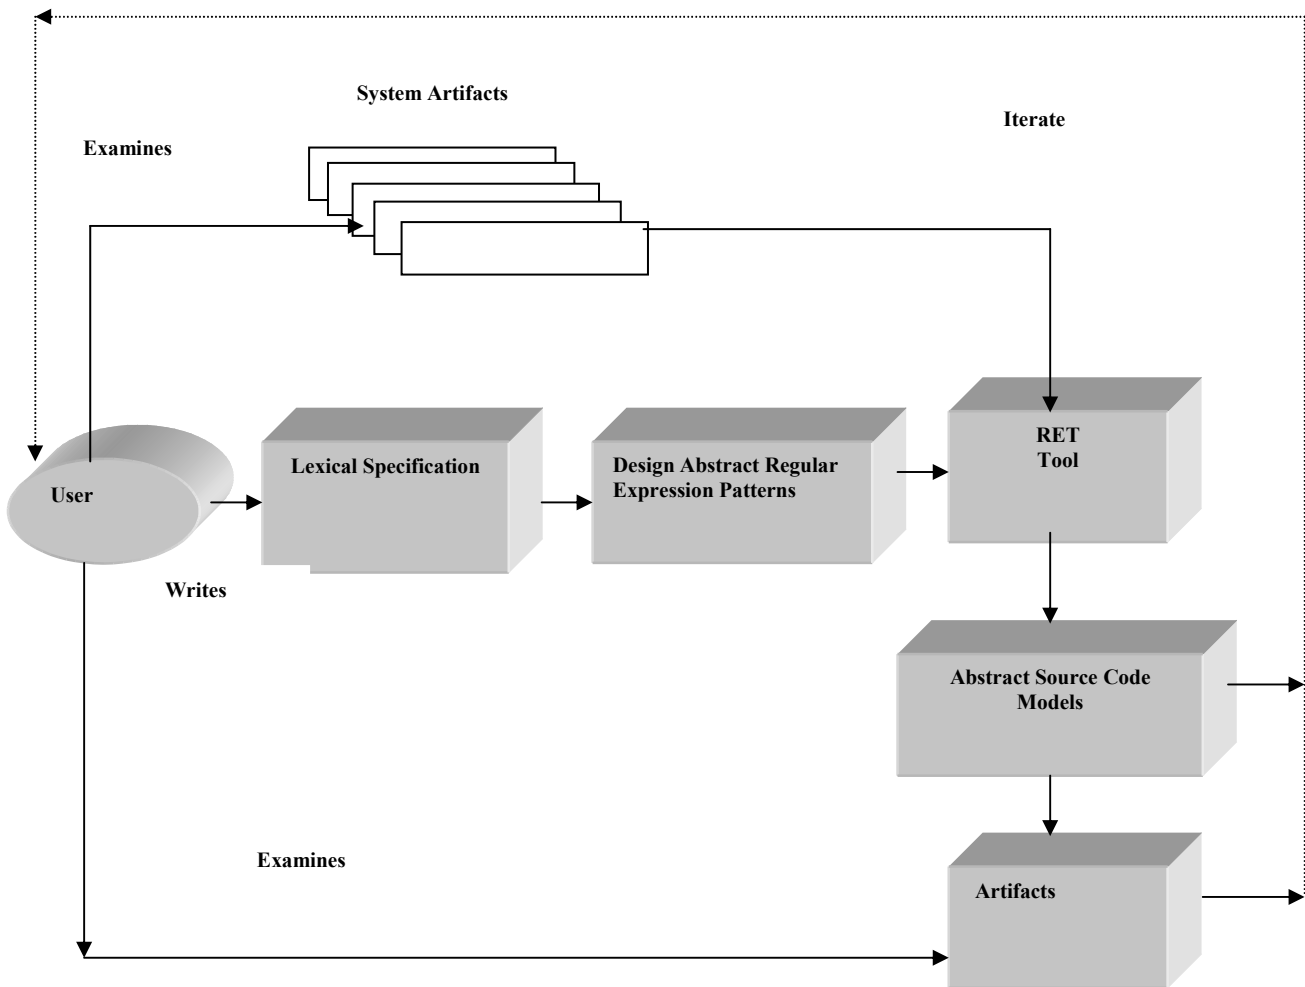 System Artifacts
Iterate
Examines
RET
Tool
Lexical Specification
Design Abstract Regular
Expression Patterns
User
Writes
Abstract Source Code
Models
Examines
Artifacts